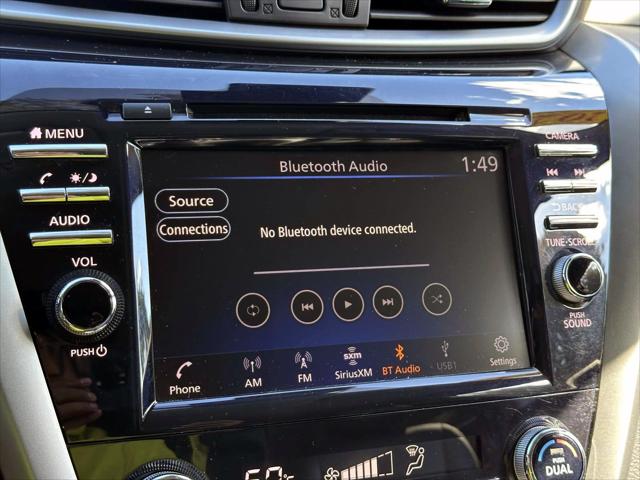 MENU
AUDIO
VOL
PUSH
Bluetooth Audio 1:49
Source
Connections
No Bluetooth device connected.
Phone
AM
FM
sxm
SiriusXM
BT Audio
USB1
Settings
CAMERA
BACK
TUNE·SCROLL
PUSH
SOUND
PUSH
DUAL